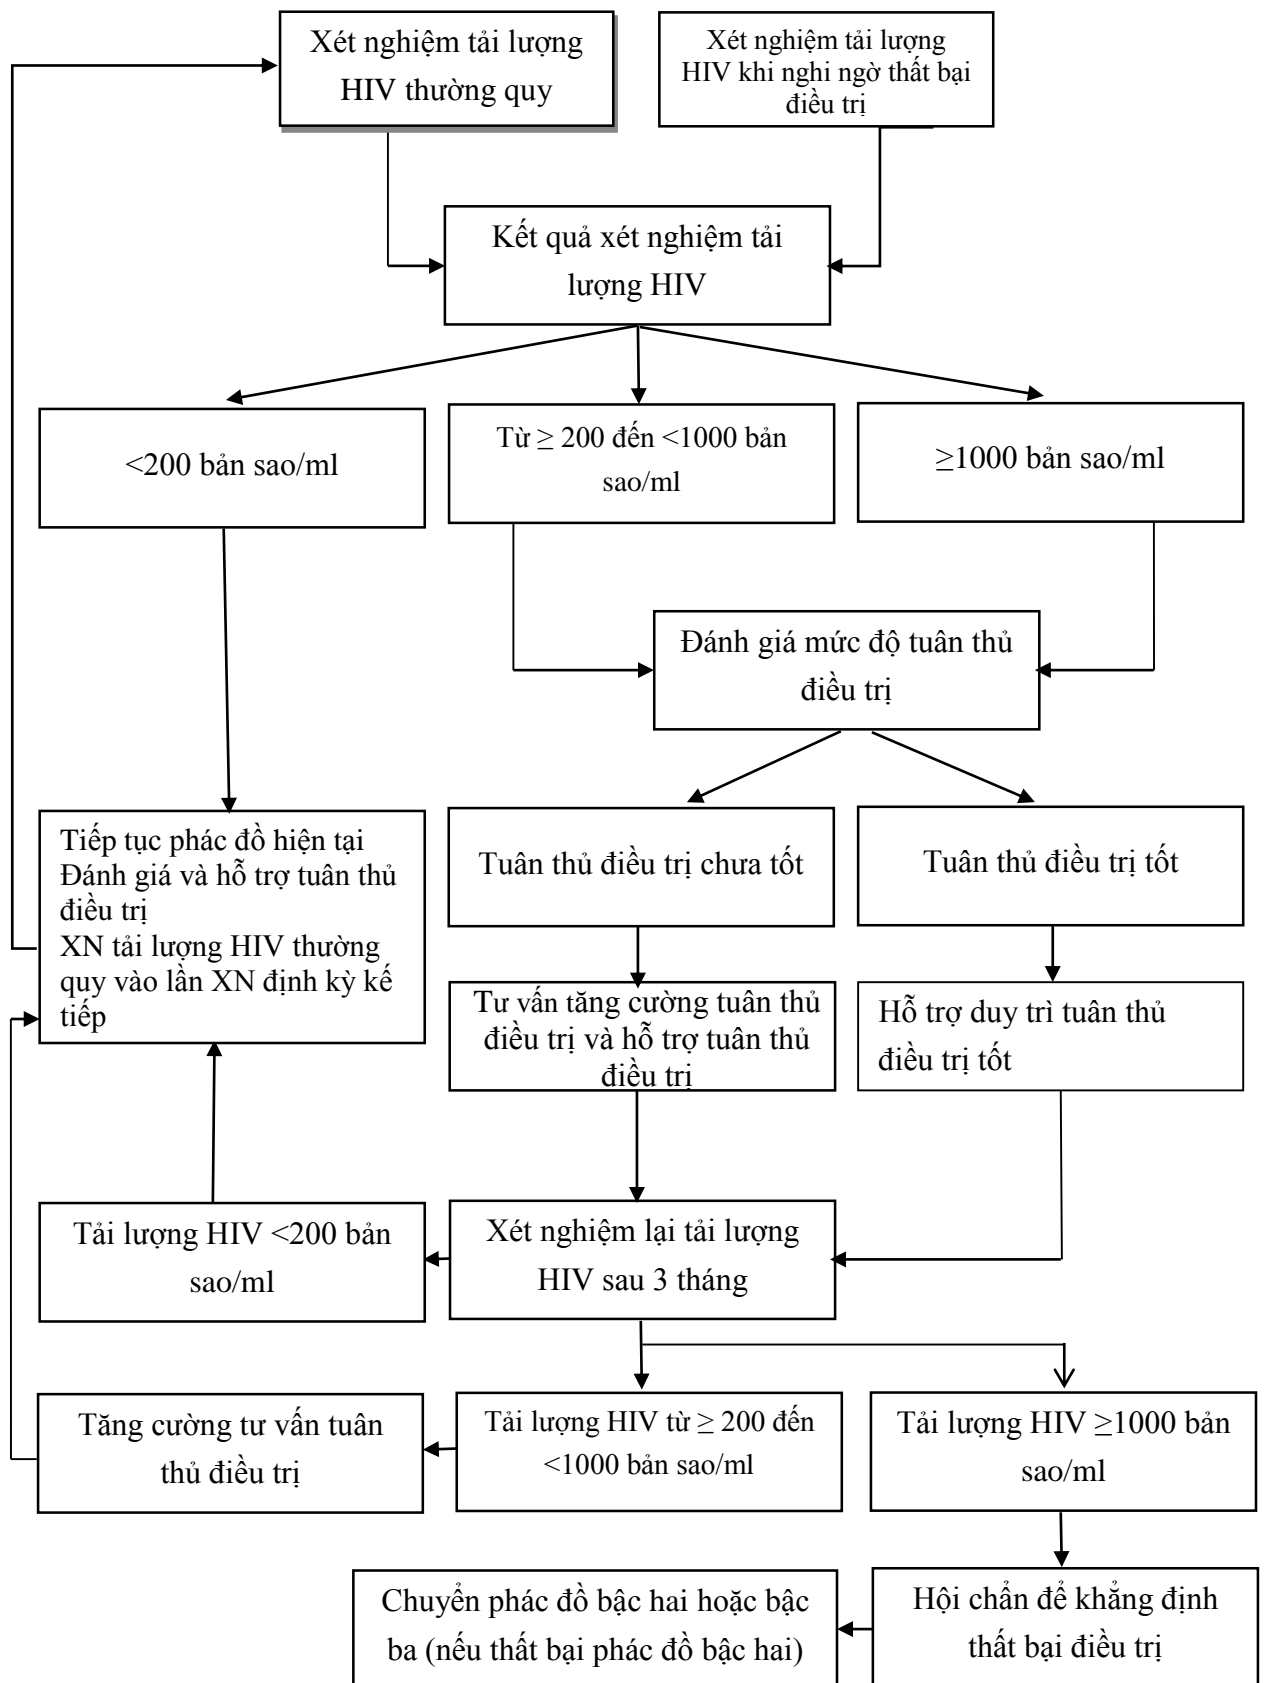 Xét nghiệm tải lượng
HIV thường quy
Xét nghiệm tải lượng
HIV khi nghi ngờ thất bại
điều trị
Kết quả xét nghiệm tải
lượng HIV
<200 bản sao/ml
Từ ≥ 200 đến <1000 bản
sao/ml
≥1000 bản sao/ml
Đánh giá mức độ tuân thủ
điều trị
Tiếp tục phác đồ hiện tại
Đánh giá và hỗ trợ tuân thủ
điều trị
XN tải lượng HIV thường
quy vào lần XN định kỳ kế
tiếp
Tuân thủ điều trị chưa tốt
Tuân thủ điều trị tốt
Tư vấn tăng cường tuân thủ
điều trị và hỗ trợ tuân thủ
điều trị
Hỗ trợ duy trì tuân thủ
điều trị tốt
Tải lượng HIV <200 bản
sao/ml
Xét nghiệm lại tải lượng
HIV sau 3 tháng
Tăng cường tư vấn tuân
thủ điều trị
Tải lượng HIV từ ≥ 200 đến
<1000 bản sao/ml
Tải lượng HIV ≥1000 bản
sao/ml
Chuyển phác đồ bậc hai hoặc bậc
ba (nếu thất bại phác đồ bậc hai)
Hội chẩn để khẳng định
thất bại điều trị